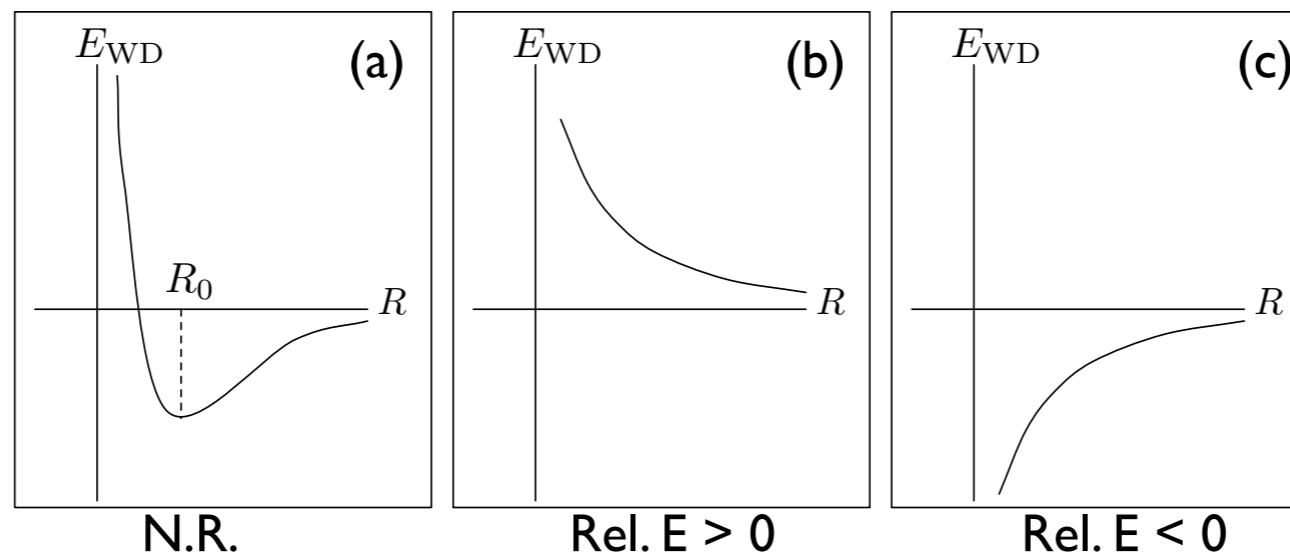 E_WD (a)
R_0
R
N.R.
E_WD (b)
R
Rel. E > 0
E_WD (c)
R
Rel. E < 0